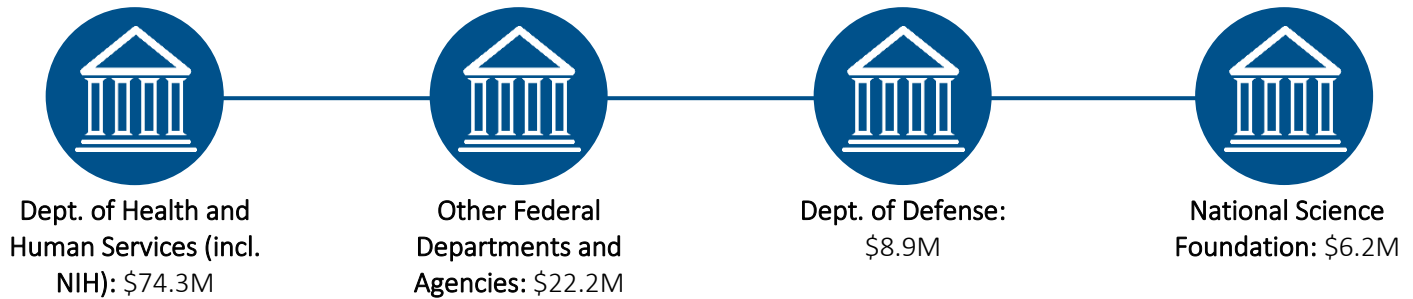 Dept. of Health and
Human Services (incl.
NIH): $74.3M
Other Federal
Departments and
Agencies: $22.2M
Dept. of Defense:
$8.9M
National Science
Foundation: $6.2M